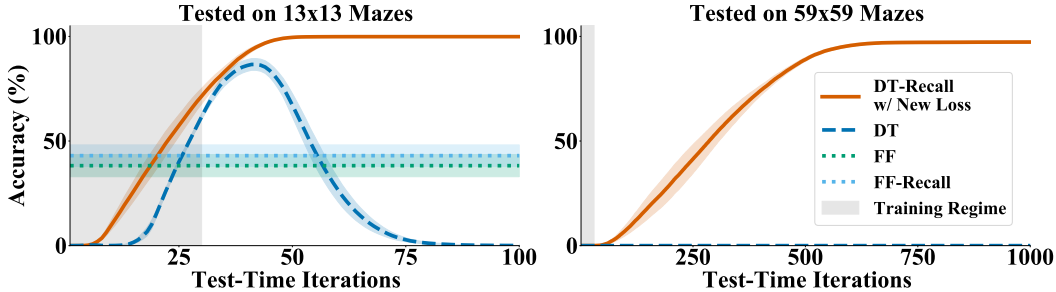 Tested on 13x13 Mazes
100
50
0
25
50
75
100
Accuracy (%)
Test-Time Iterations
Tested on 59x59 Mazes
100
50
0
250
500
750
1000
Test-Time Iterations
DT-Recall
w/ New Loss
DT
FF
FF-Recall
Training Regime